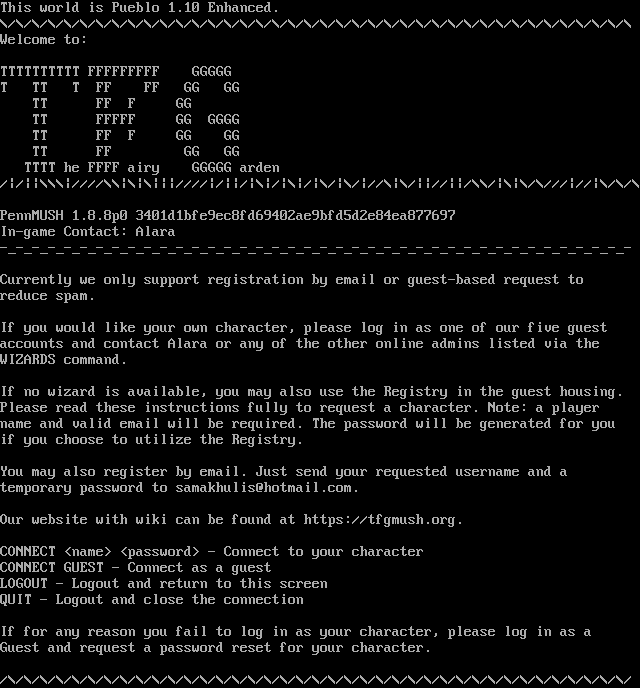 This world is Pueblo 1.10 Enhanced.
/\/\/\/\/\/\/\/\/\/\/\/\/\/\/\/\/\/\/\/\/\/\/\/\/\/\/\/\/\/\/\/\/\/\/\/\/\/\/\/
Welcome to:
TTTTTTTTTT FFFFFFFFF    GGGGG
T   TT   T  FF    FF   GG   GG
    TT      FF  F     GG
    TT      FFFFF     GG  GGGG
    TT      FF  F     GG   GG
    TT      FF         GG   GG
   TTTT he FFFF airy    GGGGG arden
PennMUSH 1.8.8p0 3401d1bfe9ec8fd69402ae9bfd5d2e84ea877697
In-game Contact: Alara
Currently we only support registration by email or guest-based request to
reduce spam.
If you would like your own character, please log in as one of our five guest
accounts and contact Alara or any of the other online admins listed via the
WIZARDS command.
If no wizard is available, you may also use the Registry in the guest housing.
Please read these instructions fully to request a character. Note: a player
name and valid email will be required. The password will be generated for you
if you choose to utilize the Registry.
You may also register by email. Just send your requested username and a
temporary password to samakhulis@hotmail.com.
Our website with wiki can be found at https://tfgmush.org.
CONNECT <name> <password> - Connect to your character
CONNECT GUEST - Connect as a guest
LOGOUT - Logout and return to this screen
QUIT - Logout and close the connection
If for any reason you fail to log in as your character, please log in as a
Guest and request a password reset for your character.
/\/\/\/\/\/\/\/\/\/\/\/\/\/\/\/\/\/\/\/\/\/\/\/\/\/\/\/\/\/\/\/\/\/\/\/\/\/\/\/